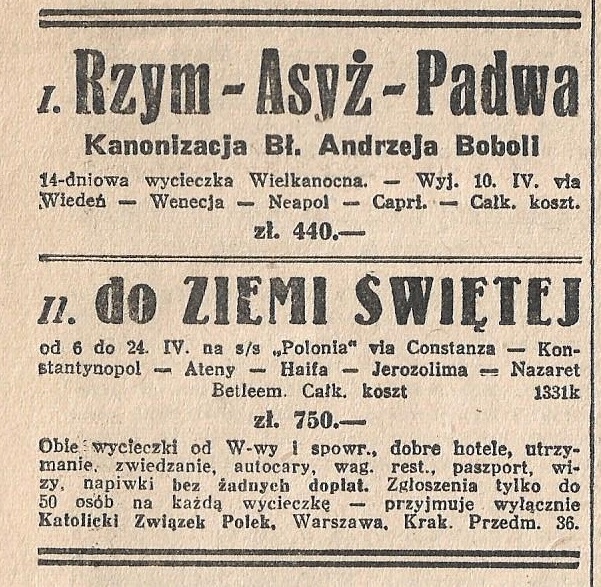 I. Rzym - Asyż - Padwa
Kanonizacja Bł. Andrzeja Boboli
14-dniowa wycieczka Wielkanocna. — Wyj. 10. IV. via
Wiedeń — Wenecja — Neapol — Capri. — Całk. koszt.
zł. 440.—
II. do ZIEMI ŚWIĘTEJ
od 6 do 24. IV. na s/s „Polonia" via Constanza — Kon-
stantynopol — Ateny — Haifa — Jerozolima — Nazaret
Betleem. Całk. koszt 1331k
zł. 750.—
Obie wycieczki od W-wy i spowr., dobre hotele, utrzy-
manie, zwiedzanie, autocary, wag. rest., paszport, wi-
zy, napiwki bez żadnych dopłat. Zgłoszenia tylko do
50 osób na każdą wycieczkę — przyjmuje wyłącznie
Katolicki Związek Polek, Warszawa, Krak. Przedm. 36.